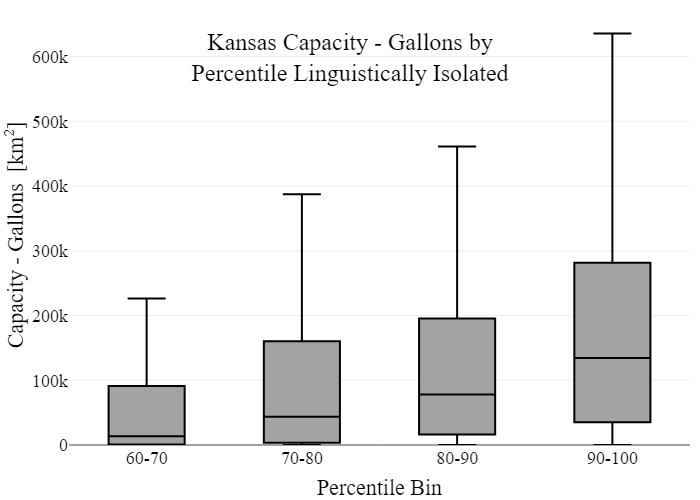 Kansas Capacity - Gallons by
Percentile Linguistically Isolated
Capacity - Gallons [km²]
600k
500k
400k
300k
200k
100k
0
60-70
70-80
80-90
90-100
Percentile Bin